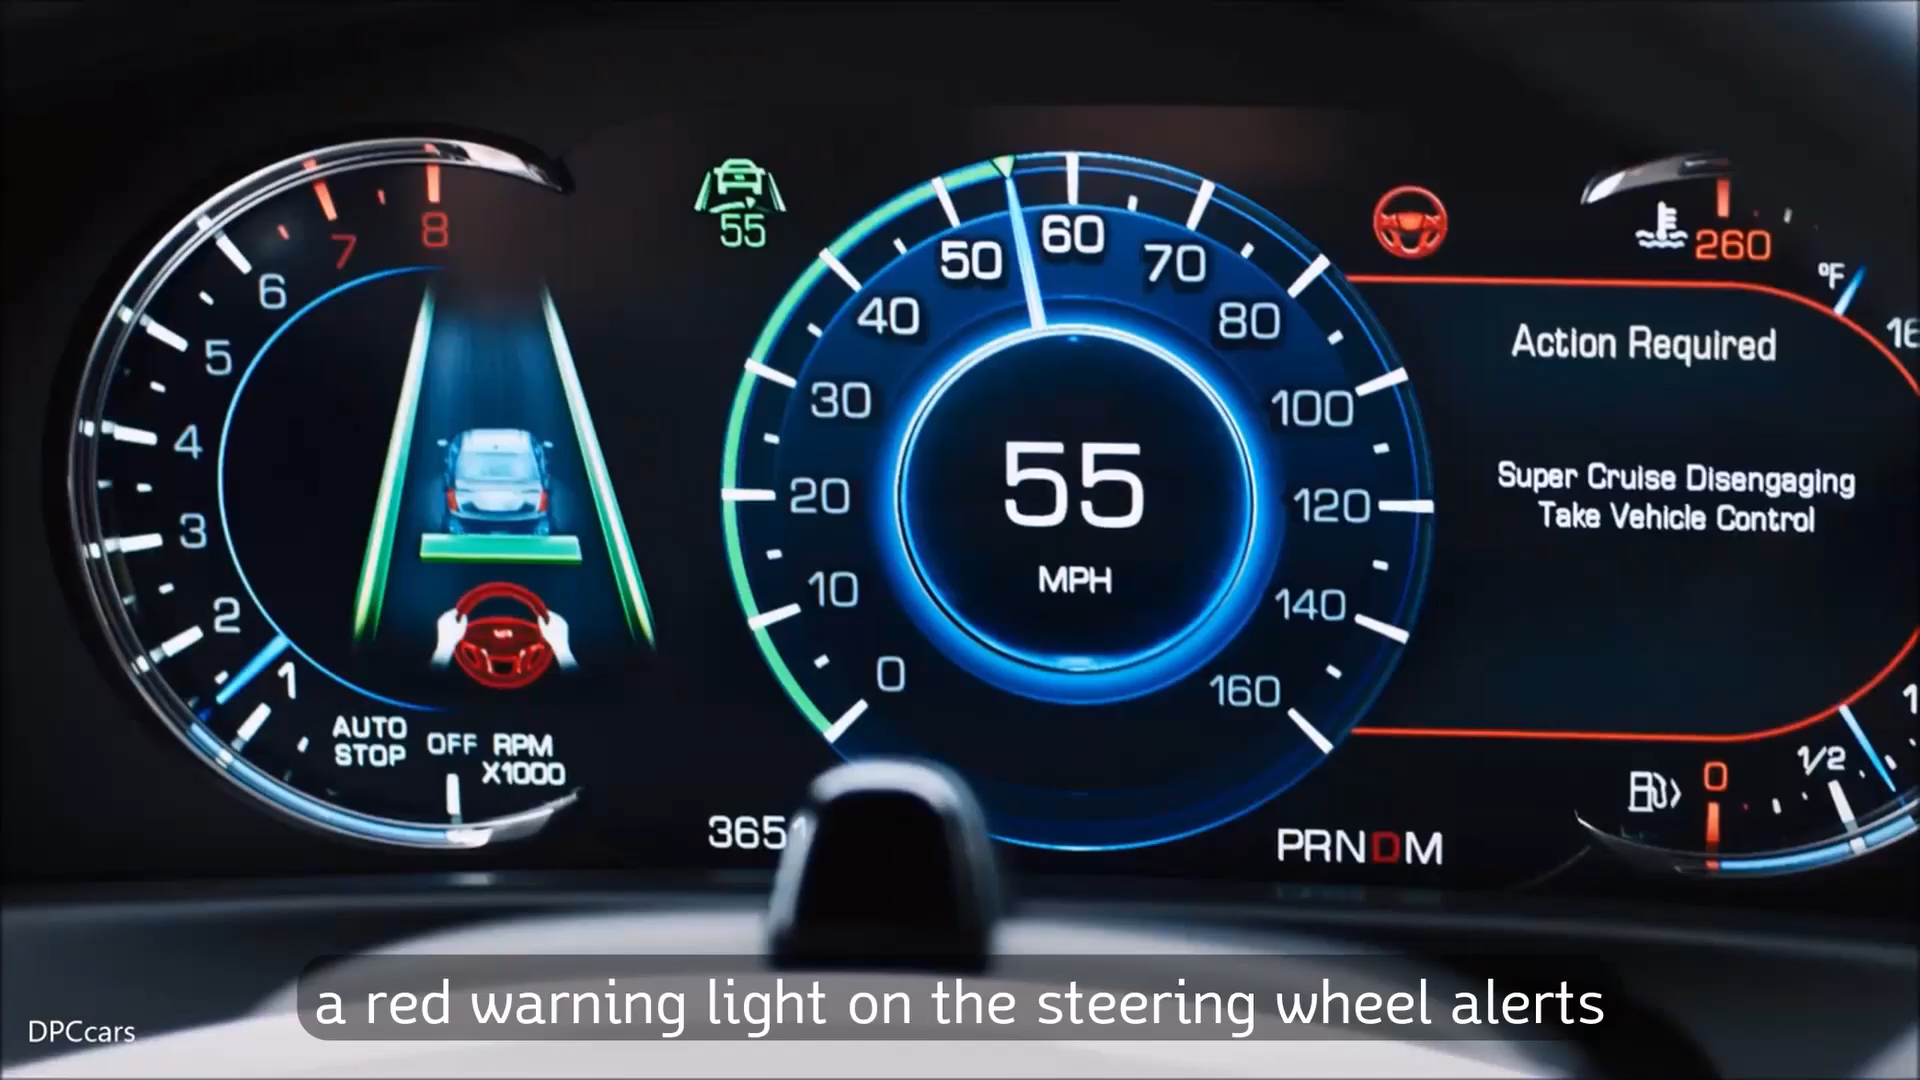 8
7
6
5
4
3
2
1
AUTO
STOP
OFF
RPM
X1000
55
0
10
20
30
40
50
60
70
80
100
120
140
160
55
MPH
260
°F
Action Required
Super Cruise Disengaging
Take Vehicle Control
0
1/2
PRNDM
a red warning light on the steering wheel alerts
DPCcars